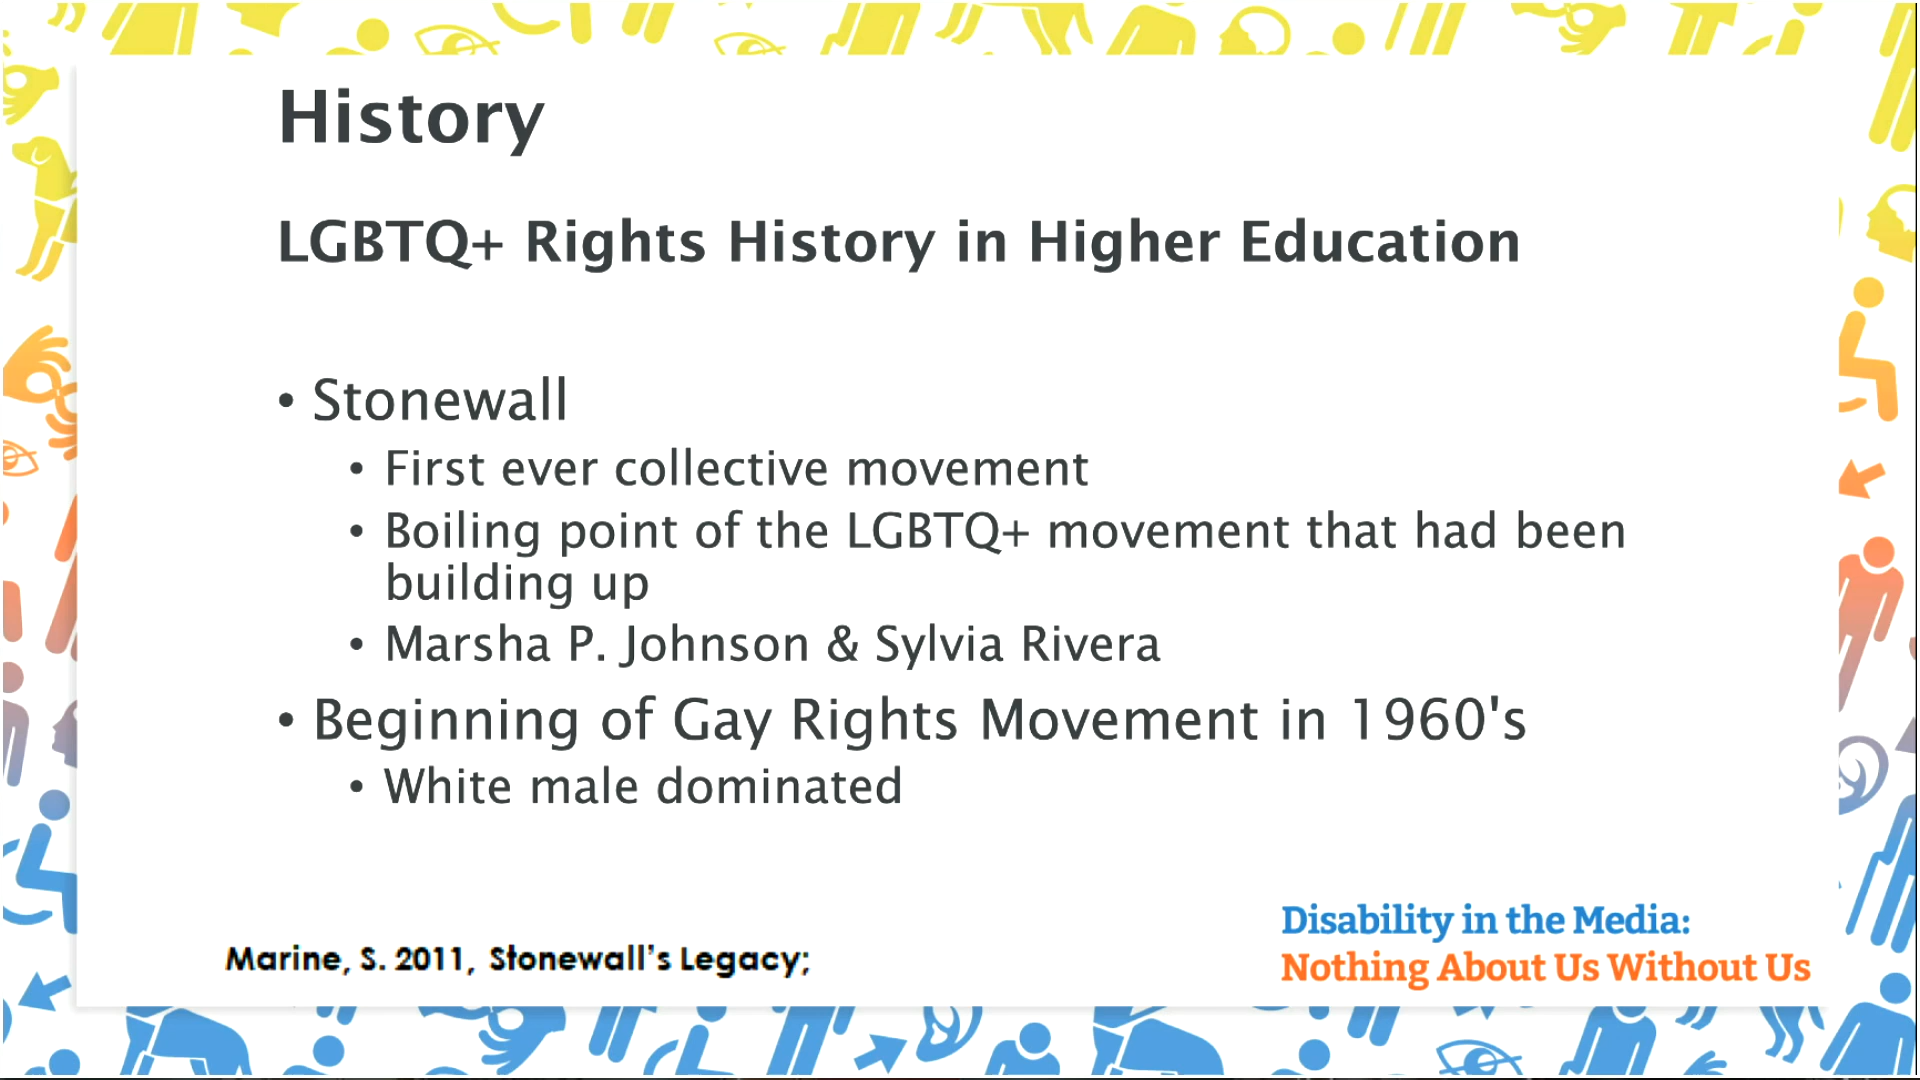 History
LGBTQ+ Rights History in Higher Education
• Stonewall
• First ever collective movement
• Boiling point of the LGBTQ+ movement that had been
building up
• Marsha P. Johnson & Sylvia Rivera
• Beginning of Gay Rights Movement in 1960's
• White male dominated
Marine, S. 2011, Stonewall’s Legacy;
Disability in the Media:
Nothing About Us Without Us